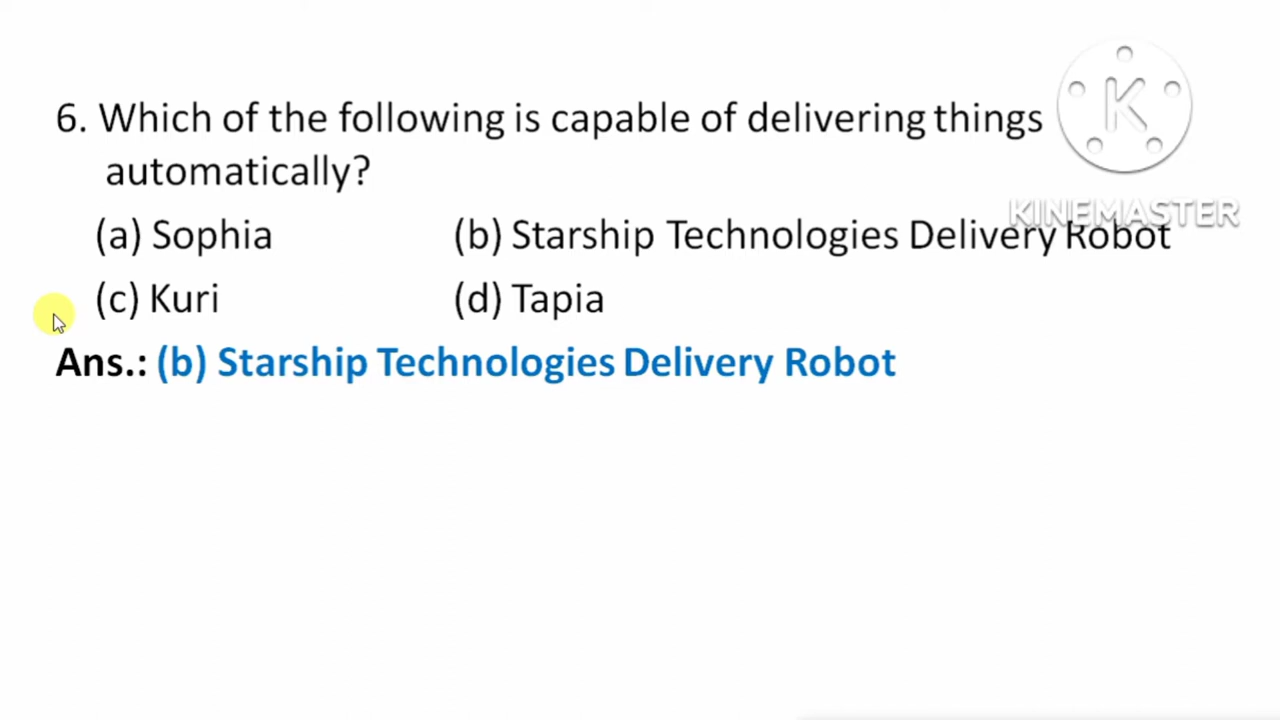 6. Which of the following is capable of delivering things
automatically?
(a) Sophia (b) Starship Technologies Delivery Robot
(c) Kuri (d) Tapia
Ans.: (b) Starship Technologies Delivery Robot
K
KINEMASTER